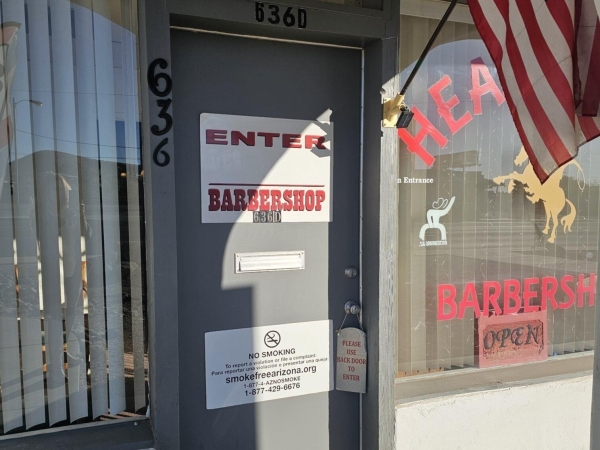 636D
636
ENTER
BARBERSHOP
636D
NO SMOKING
To report a violation or file a complaint:
Para reportar una violación o presentar una queja:
smokefreearizona.org
1-877-4-AZNOSMOKE
1-877-429-6676
PLEASE
USE
BACK DOOR
TO
ENTER
HEA
n Entrance
BARBERSH
OPEN